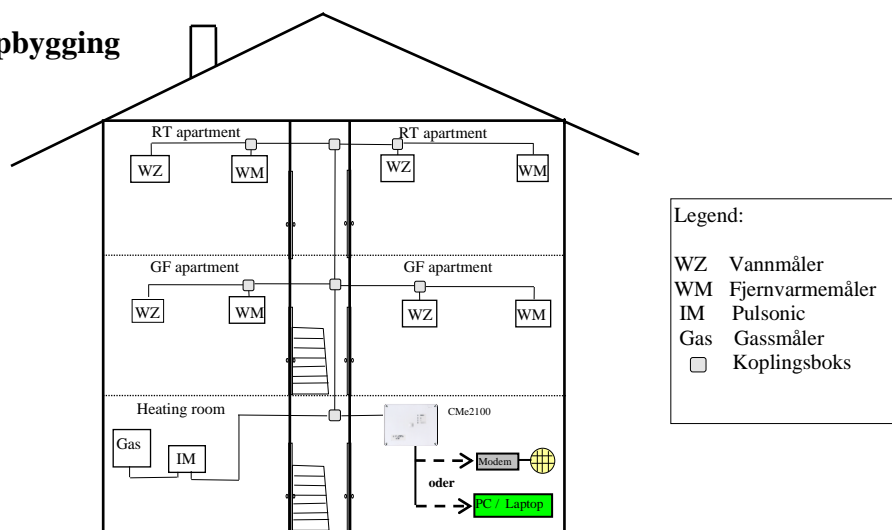 pbygging
RT apartment
RT apartment
WZ
WM
WZ
WM
GF apartment
GF apartment
WZ
WM
WZ
WM
Heating room
CMe2100
Gas
IM
Modem
oder
PC / Laptop
Legend:
WZ Vannmåler
WM Fjernvarmemåler
IM Pulsonic
Gas Gassmåler
Koplingsboks